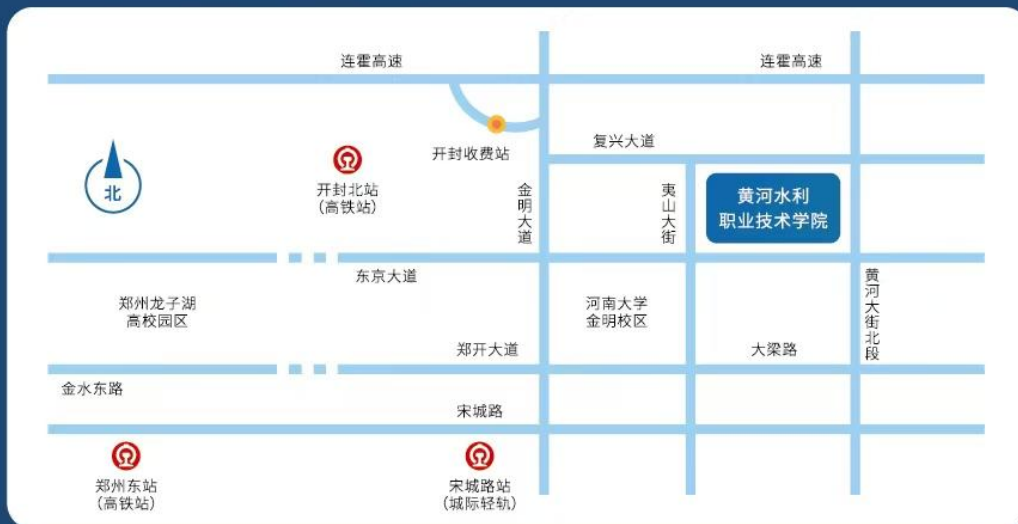 连霍高速
连霍高速
复兴大道
开封收费站
北
开封北站
（高铁站）
金明大道
夷山大街
黄河水利
职业技术学院
东京大道
黄河大街北段
郑州龙子湖
高校园区
河南大学
金明校区
郑开大道
大梁路
金水东路
宋城路
郑州东站
（高铁站）
宋城路站
（城际轻轨）